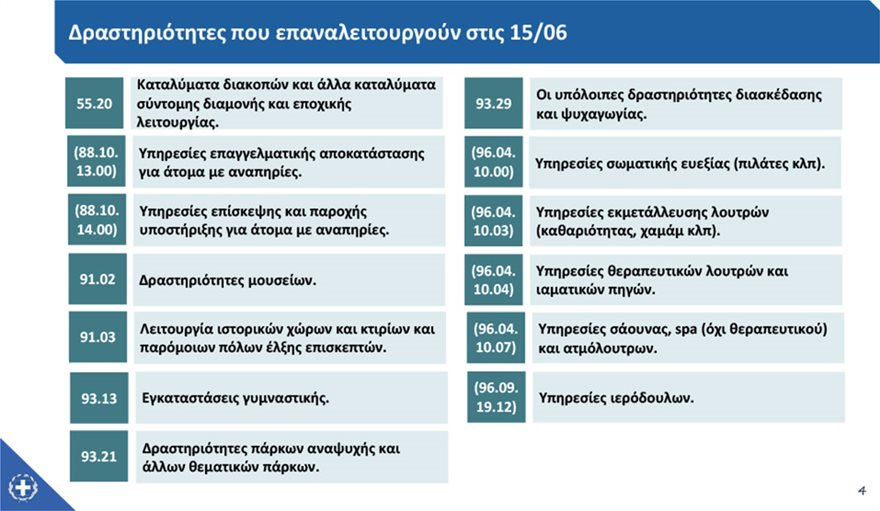 Δραστηριότητες που επαναλειτουργούν στις 15/06
55.20
Καταλύματα διακοπών και άλλα καταλύματα
σύντομης διαμονής και εποχικής
λειτουργίας.
(88.10.
13.00)
Υπηρεσίες επαγγελματικής αποκατάστασης
για άτομα με αναπηρίες.
(88.10.
14.00)
Υπηρεσίες επίσκεψης και παροχής
υποστήριξης για άτομα με αναπηρίες.
91.02
Δραστηριότητες μουσείων.
91.03
Λειτουργία ιστορικών χώρων και κτιρίων και
παρόμοιων πόλων έλξης επισκεπτών.
93.13
Εγκαταστάσεις γυμναστικής.
93.21
Δραστηριότητες πάρκων αναψυχής και
άλλων θεματικών πάρκων.
93.29
Οι υπόλοιπες δραστηριότητες διασκέδασης
και ψυχαγωγίας.
(96.04.
10.00)
Υπηρεσίες σωματικής ευεξίας (πιλάτες κλπ).
(96.04.
10.03)
Υπηρεσίες εκμετάλλευσης λουτρών
(καθαριότητας, χαμάμ κλπ).
(96.04.
10.04)
Υπηρεσίες θεραπευτικών λουτρών και
ιαματικών πηγών.
(96.04.
10.07)
Υπηρεσίες σάουνας, spa (όχι θεραπευτικού)
και ατμόλουτρων.
(96.09.
19.12)
Υπηρεσίες ιερόδουλων.
4